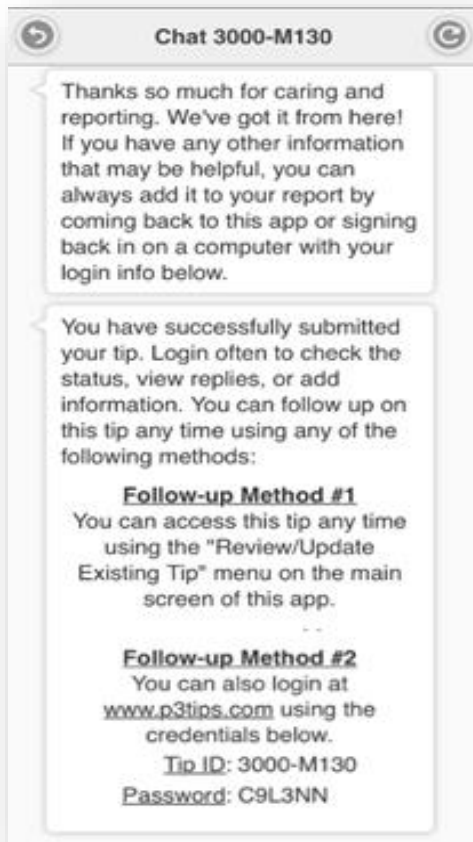 Chat 3000-M130
Thanks so much for caring and
reporting. We've got it from here!
If you have any other information
that may be helpful, you can
always add it to your report by
coming back to this app or signing
back in on a computer with your
login info below.
You have successfully submitted
your tip. Login often to check the
status, view replies, or add
information. You can follow up on
this tip any time using any of the
following methods:
Follow-up Method #1
You can access this tip any time
using the "Review/Update
Existing Tip" menu on the main
screen of this app.
Follow-up Method #2
You can also login at
www.p3tips.com using the
credentials below.
Tip ID: 3000-M130
Password: C9L3NN